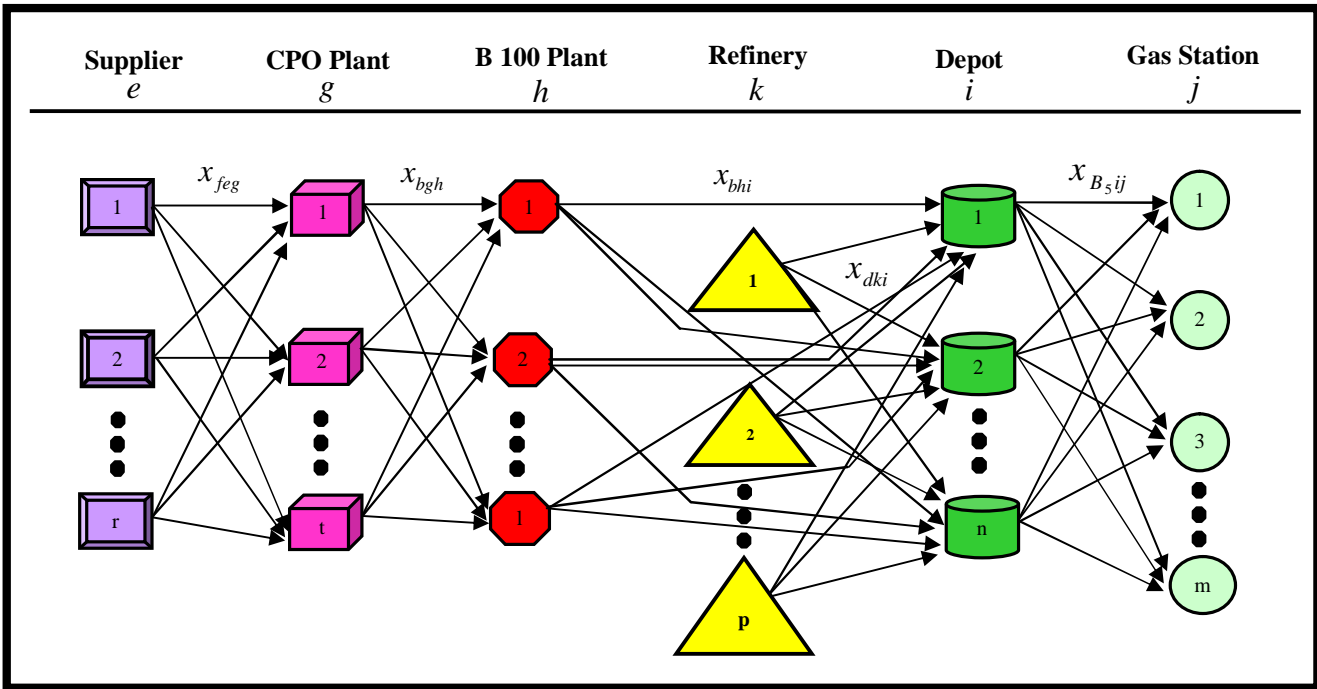 Supplier CPO Plant B 100 Plant Refinery Depot Gas Station
e g h k i j
x_feg x_bgh x_bhi x_B5ij
1 1 1 1 1
x_dki
1
2
2 2 2 2
2
3
r t l n
m
p